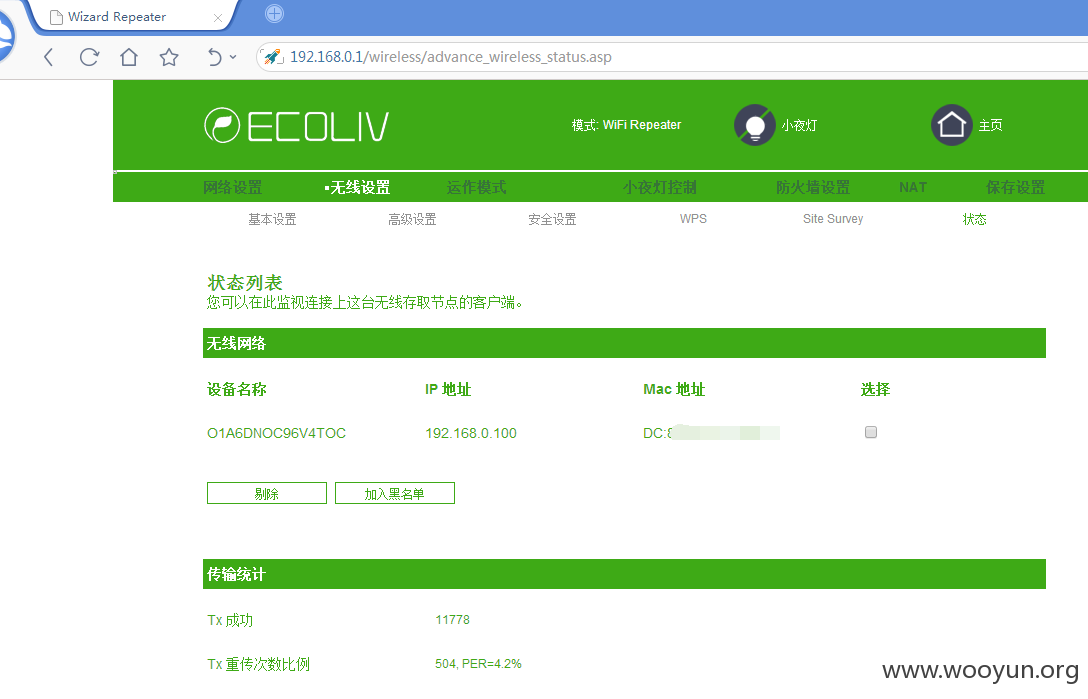 Wizard Repeater
192.168.0.1/wireless/advance_wireless_status.asp
ECOLIV
模式: WiFi Repeater
小夜灯
主页
网络设置 无线设置 运作模式 小夜灯控制 防火墙设置 NAT 保存设置
基本设置 高级设置 安全设置 WPS Site Survey 状态
状态列表
您可以在此监视连接上这台无线存取节点的客户端。
无线网络
设备名称 IP 地址 Mac 地址 选择
O1A6DNOC96V4TOC 192.168.0.100 DC:
剔除 加入黑名单
传输统计
Tx 成功 11778
Tx 重传次数比例 504, PER=4.2%
www.wooyun.org